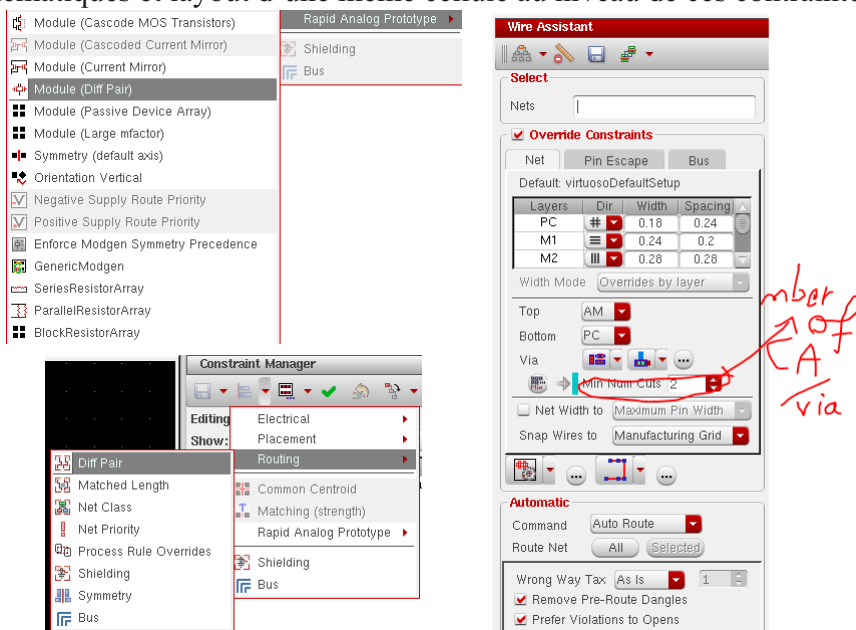 Module (Cascode MOS Transistors)
Module (Cascoded Current Mirror)
Module (Current Mirror)
Module (Diff Pair)
Module (Passive Device Array)
Module (Large mfactor)
Symmetry (default axis)
Orientation Vertical
Negative Supply Route Priority
Positive Supply Route Priority
Enforce Modgen Symmetry Precedence
GenericModgen
SeriesResistorArray
ParallelResistorArray
BlockResistorArray
Rapid Analog Prototype
Shielding
Bus
Constraint Manager
Editing
Show:
Electrical
Placement
Routing
Common Centroid
Matching (strength)
Rapid Analog Prototype
Shielding
Bus
Diff Pair
Matched Length
Net Class
Net Priority
Process Rule Overrides
Shielding
Symmetry
Bus
Wire Assistant
Select
Nets
Override Constraints
Net Pin Escape Bus
Default: virtuosoDefaultSetup
Layers Dir Width Spacing
PC 0.18 0.24
M1 0.24 0.2
M2 0.28 0.28
Width Mode Overrides by layer
Top AM
Bottom PC
Via
Min Num Cuts 2
Net Width to Maximum Pin Width
Snap Wires to Manufacturing Grid
Automatic
Command Auto Route
Route Net All Selected
Wrong Way Tax As Is 1
Remove Pre-Route Dangles
Prefer Violations to Opens
mber
of
A
via